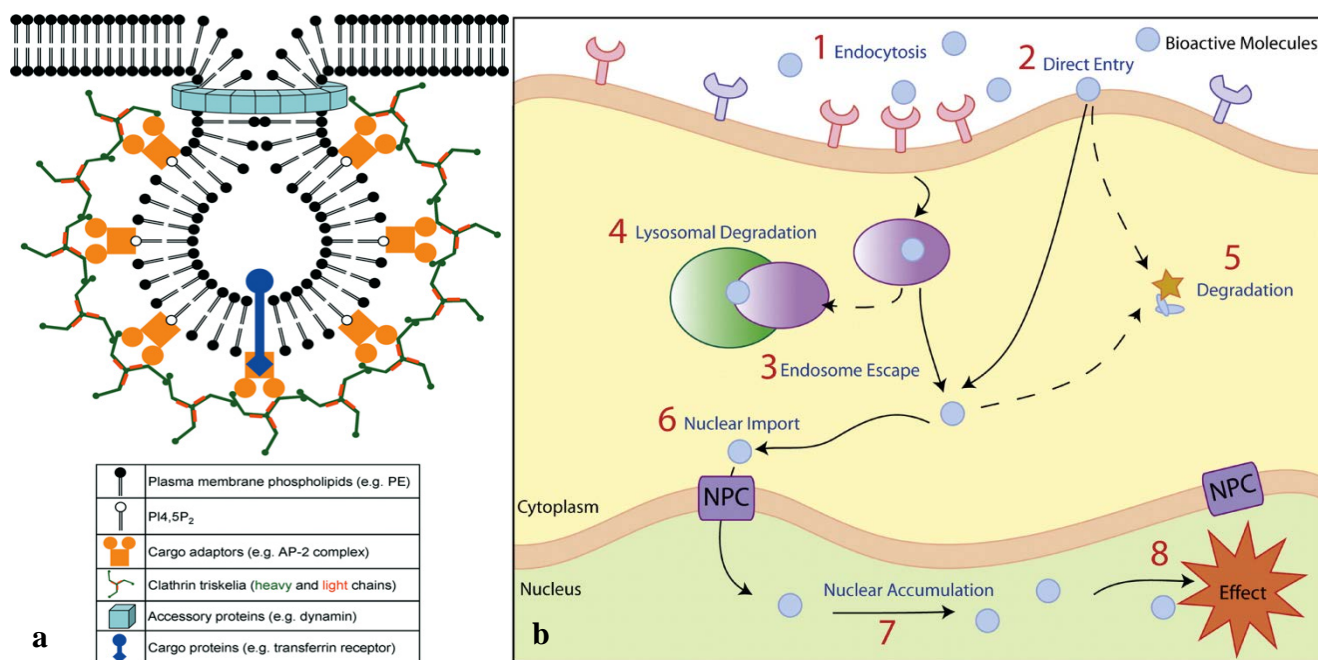 Plasma membrane phospholipids (e.g. PE)
PI4,5P₂
Cargo adaptors (e.g. AP-2 complex)
Clathrin triskelia (heavy and light chains)
Accessory proteins (e.g. dynamin)
Cargo proteins (e.g. transferrin receptor)
a
1 Endocytosis
2 Direct Entry
Bioactive Molecules
4 Lysosomal Degradation
5
Degradation
3 Endosome Escape
6 Nuclear Import
NPC
NPC
Cytoplasm
Nucleus
Nuclear Accumulation
7
8
Effect
b